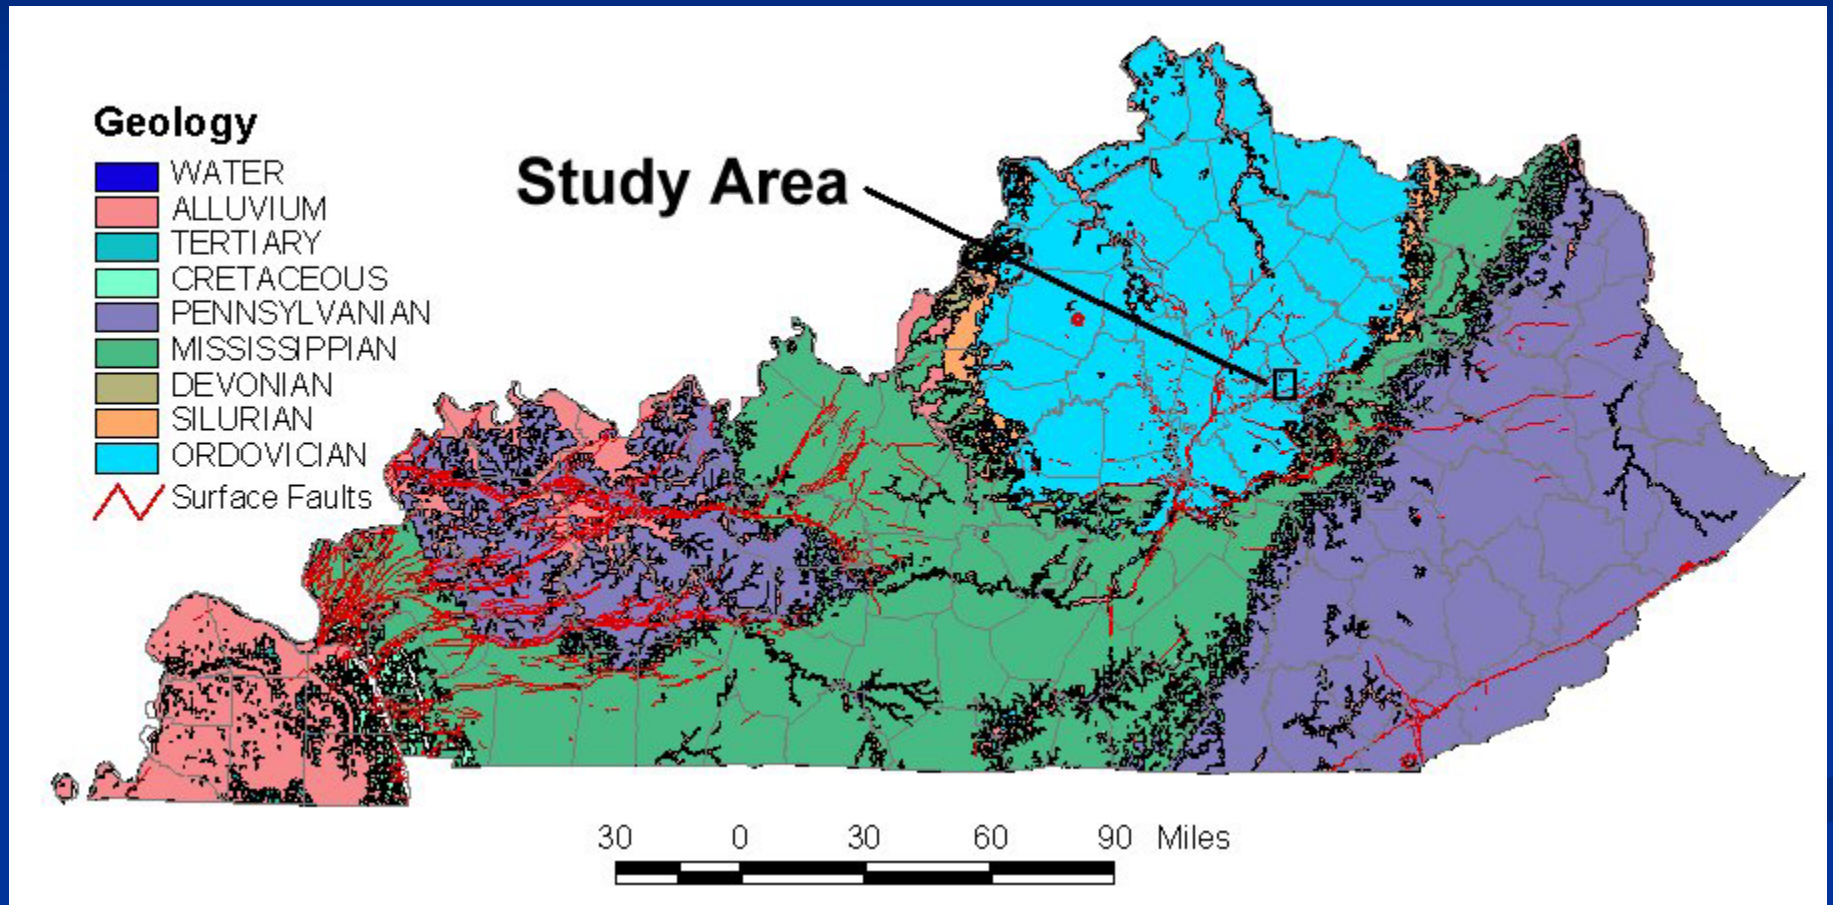 Geology
WATER
ALLUVIUM
TERTIARY
CRETACEOUS
PENNSYLVANIAN
MISSISSIPPIAN
DEVONIAN
SILURIAN
ORDOVICIAN
Surface Faults
Study Area
30 0 30 60 90 Miles